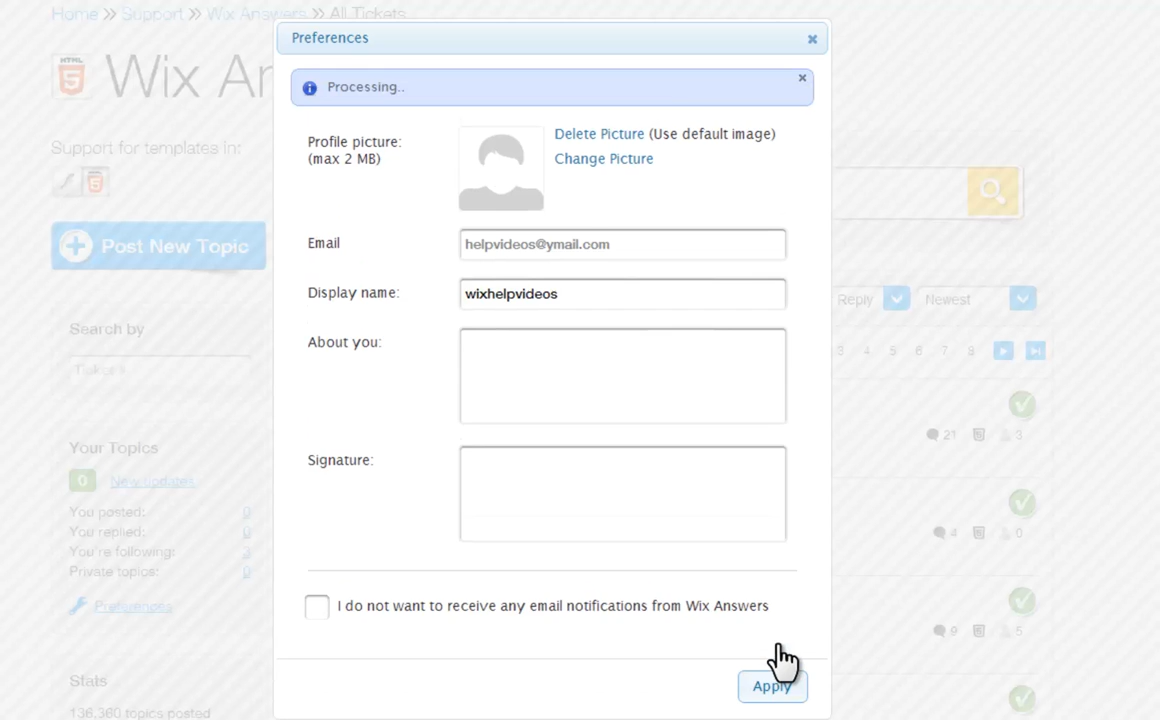 Home » Support » Wix Answers » All Tickets
HTML 5 Wix An
Support for templates in:
Post New Topic
Search by
Your Topics
0 New updates
You posted: 0
You replied: 0
You're following: 3
Private topics: 0
Preferences
Stats
136,360 topics posted
Preferences
Processing..
Profile picture:
(max 2 MB)
Delete Picture (Use default image)
Change Picture
Email helpvideos@ymail.com
Display name: wixhelpvideos
About you:
Signature:
I do not want to receive any email notifications from Wix Answers
Apply
Reply Newest
3 4 5 6 7 8
21 3
4 0
9 5